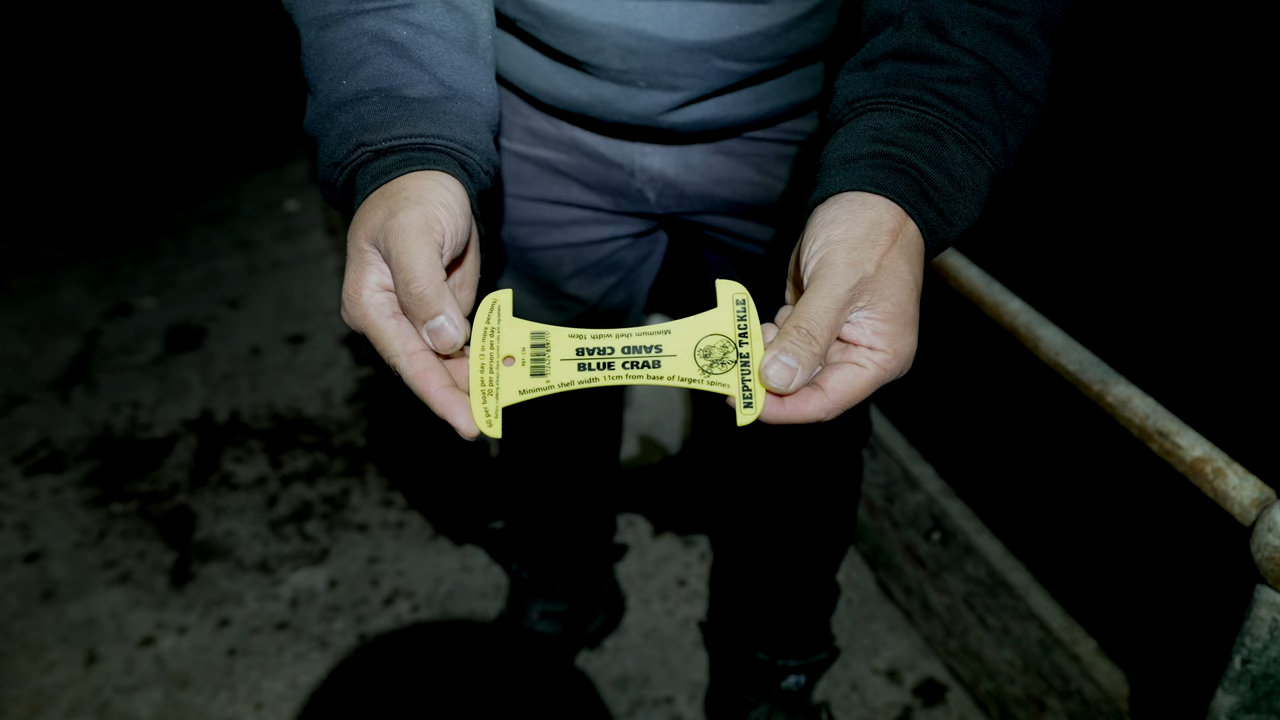 60 per boat per day (3 or more persons)
20 per person per day
Minimum shell width 10cm
SAND CRAB
BLUE CRAB
Minimum shell width 11cm from base of largest spines
NEPTUNE TACKLE